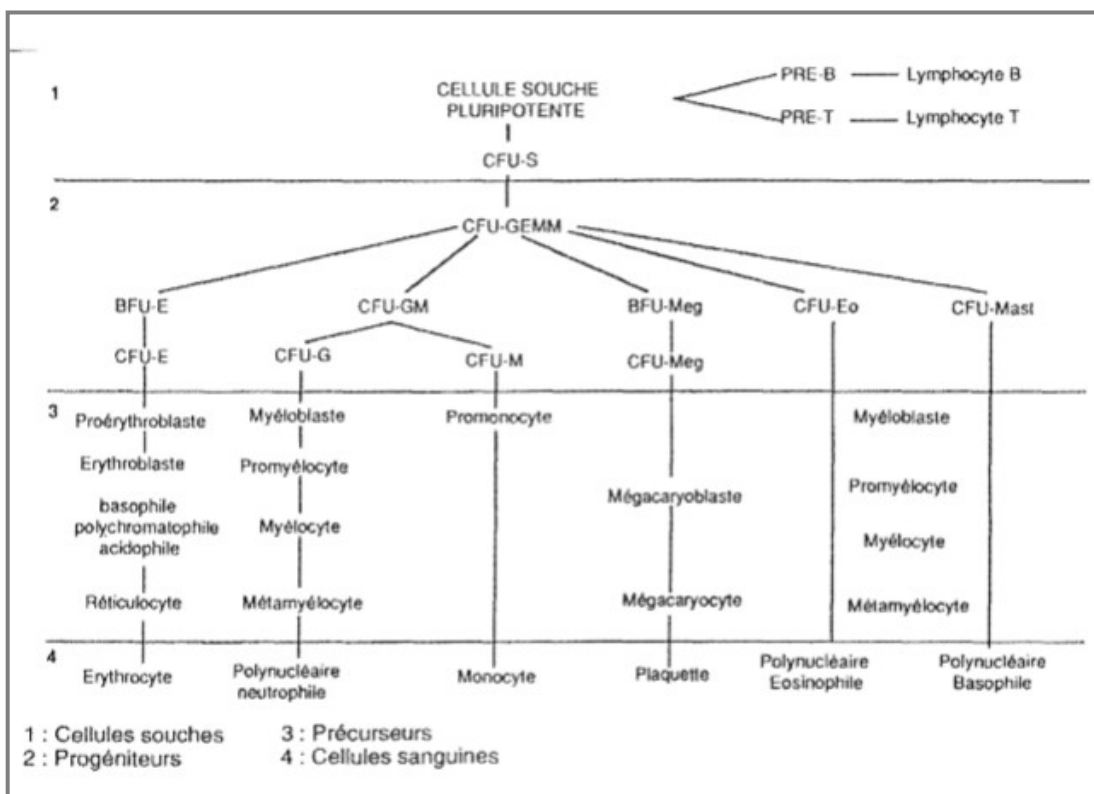 1
CELLULE SOUCHE
PLURIPOTENTE
PRE-B
Lymphocyte B
PRE-T
Lymphocyte T
CFU-S
2
CFU-GEMM
BFU-E
CFU-GM
BFU-Meg
CFU-Eo
CFU-Mast
CFU-E
CFU-G
CFU-M
CFU-Meg
3
Proérythroblaste
Myéloblaste
Promonocyte
Myéloblaste
Erythroblaste
Promyélocyte
Mégacaryoblaste
Promyélocyte
basophile
polychromatophile
acidophile
Myélocyte
Myélocyte
Réticulocyte
Métamyélocyte
Mégacaryocyte
Métamyélocyte
4
Erythrocyte
Polynucléaire
neutrophile
Monocyte
Plaquette
Polynucléaire
Eosinophile
Polynucléaire
Basophile
1 : Cellules souches
3 : Précurseurs
2 : Progéniteurs
4 : Cellules sanguines